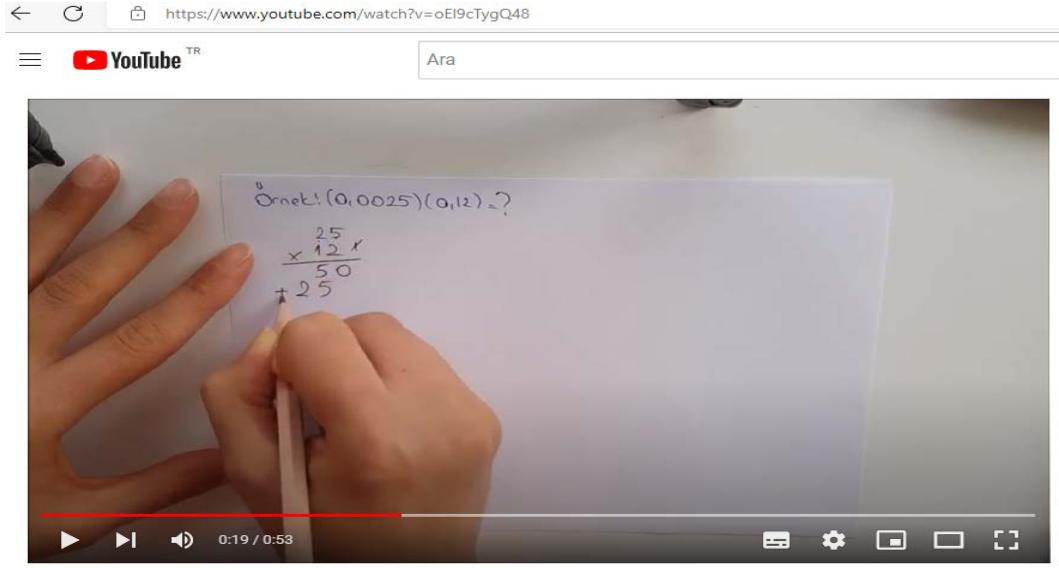 https://www.youtube.com/watch?v=oEI9cTygQ48
YouTube TR
Ara
Örnek: (0,0025)(0,12)=?
25
x 12
50
+25
0:19 / 0:53